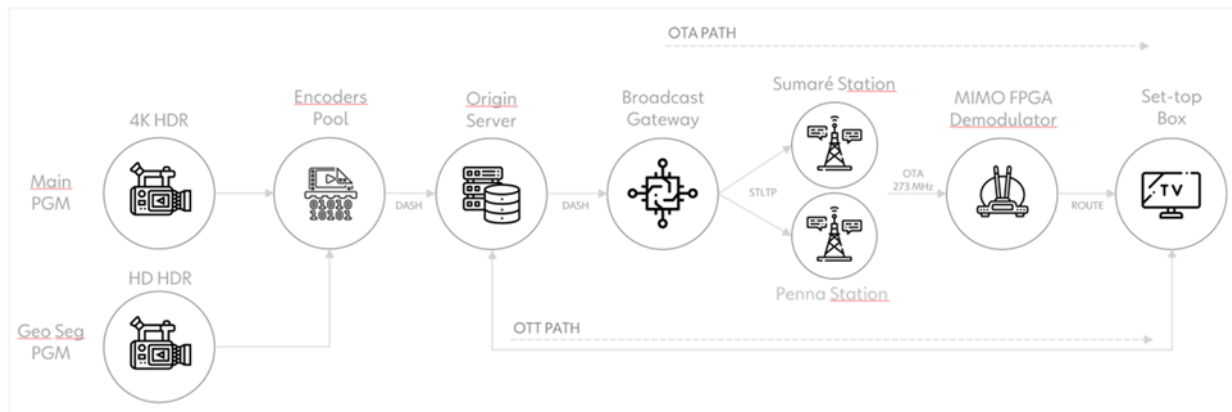 OTA PATH
Sumaré Station
Encoders
Pool
Origin
Server
Broadcast
Gateway
MIMO FPGA
Demodulator
Set-top
Box
4K HDR
Main
PGM
01010
10101
DASH
DASH
STLTP
OTA
273 MHz
ROUTE
TV
HD HDR
Penna Station
Geo Seg
PGM
OTT PATH